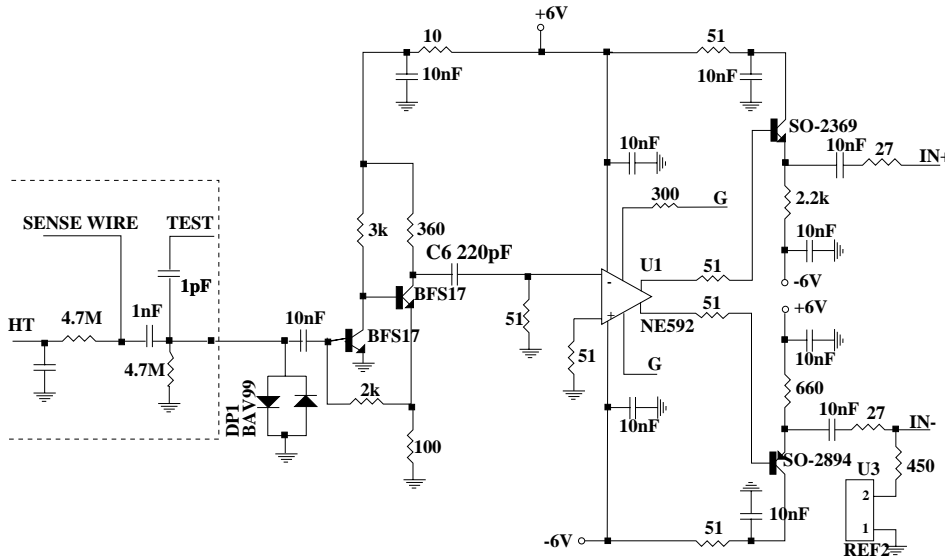 +6V
10
51
10nF
10nF
SO-2369
10nF
27
IN+
10nF
300
G
2.2k
SENSE WIRE
TEST
3k
360
C6 220pF
10nF
-6V
1pF
BFS17
U1
51
+6V
HT
4.7M
1nF
10nF
BFS17
51
51
NE592
10nF
4.7M
51
G
660
DP1
BAV99
2k
10nF
10nF
27
IN-
100
SO-2894
U3
450
2
10nF
1
-6V
51
REF2
-
+